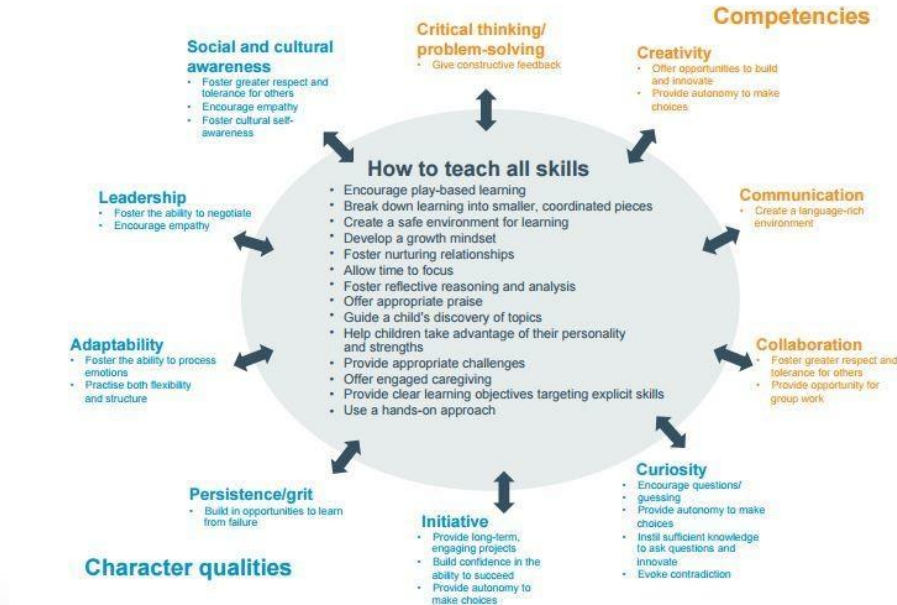 Competencies
Critical thinking/
problem-solving
• Give constructive feedback
Creativity
• Offer opportunities to build
and innovate
• Provide autonomy to make
choices
Communication
• Create a language-rich
environment
Collaboration
• Foster greater respect and
tolerance for others
• Provide opportunity for
group work
Social and cultural
awareness
• Foster greater respect and
tolerance for others
• Encourage empathy
• Foster cultural self-
awareness
Leadership
• Foster the ability to negotiate
• Encourage empathy
Adaptability
• Foster the ability to process
emotions
• Practise both flexibility
and structure
Persistence/grit
• Build in opportunities to learn
from failure
Initiative
• Provide long-term,
engaging projects
• Build confidence in the
ability to succeed
• Provide autonomy to
make choices
Curiosity
• Encourage questions/
• guessing
• Provide autonomy to make
choices
• Instil sufficient knowledge
to ask questions and
innovate
• Evoke contradiction
Character qualities
How to teach all skills
• Encourage play-based learning
• Break down learning into smaller, coordinated pieces
• Create a safe environment for learning
• Develop a growth mindset
• Foster nurturing relationships
• Allow time to focus
• Foster reflective reasoning and analysis
• Offer appropriate praise
• Guide a child's discovery of topics
• Help children take advantage of their personality
and strengths
• Provide appropriate challenges
• Offer engaged caregiving
• Provide clear learning objectives targeting explicit skills
• Use a hands-on approach